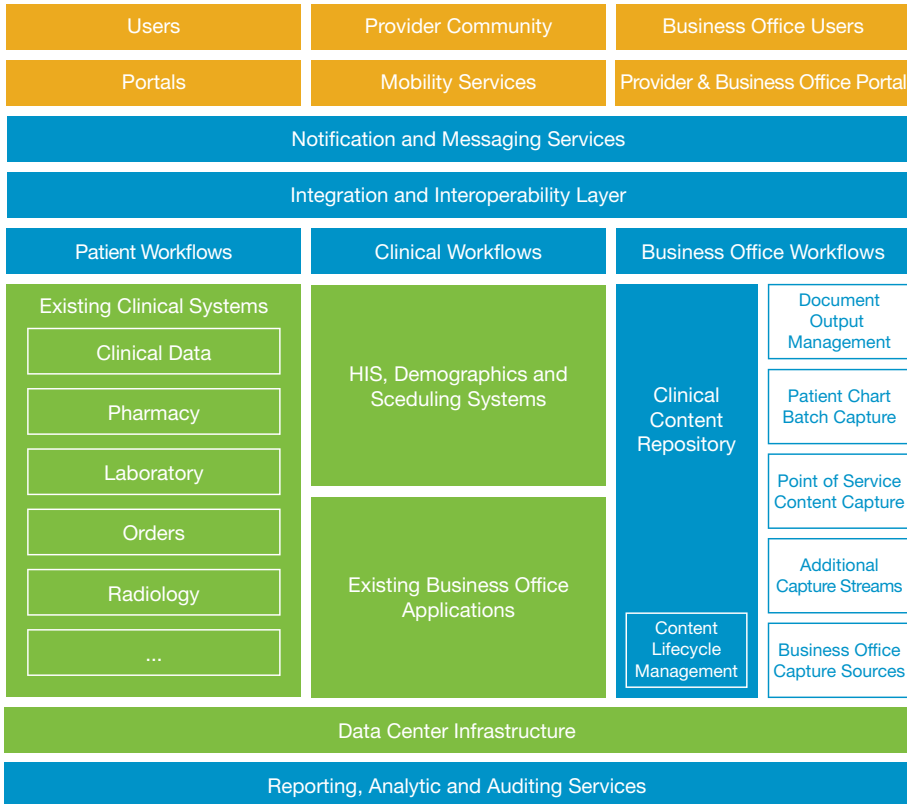 Users
Provider Community
Business Office Users
Portals
Mobility Services
Provider & Business Office Portal
Notification and Messaging Services
Integration and Interoperability Layer
Patient Workflows
Clinical Workflows
Business Office Workflows
Existing Clinical Systems
Clinical Data
Pharmacy
Laboratory
Orders
Radiology
...
HIS, Demographics and
Sceduling Systems
Existing Business Office
Applications
Clinical
Content
Repository
Content
Lifecycle
Management
Document
Output
Management
Patient Chart
Batch Capture
Point of Service
Content Capture
Additional
Capture Streams
Business Office
Capture Sources
Data Center Infrastructure
Reporting, Analytic and Auditing Services